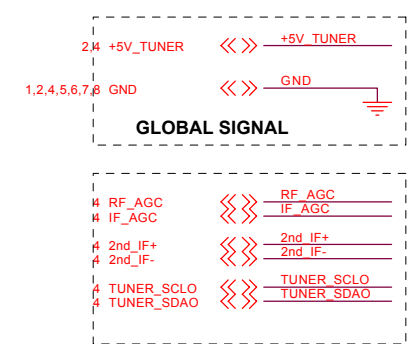 2,4 +5V_TUNER +5V_TUNER
1,2,4,5,6,7,8 GND GND
GLOBAL SIGNAL
4 RF_AGC RF_AGC
4 IF_AGC IF_AGC
4 2nd_IF+ 2nd_IF+
4 2nd_IF- 2nd_IF-
4 TUNER_SCLO TUNER_SCLO
4 TUNER_SDAO TUNER_SDAO